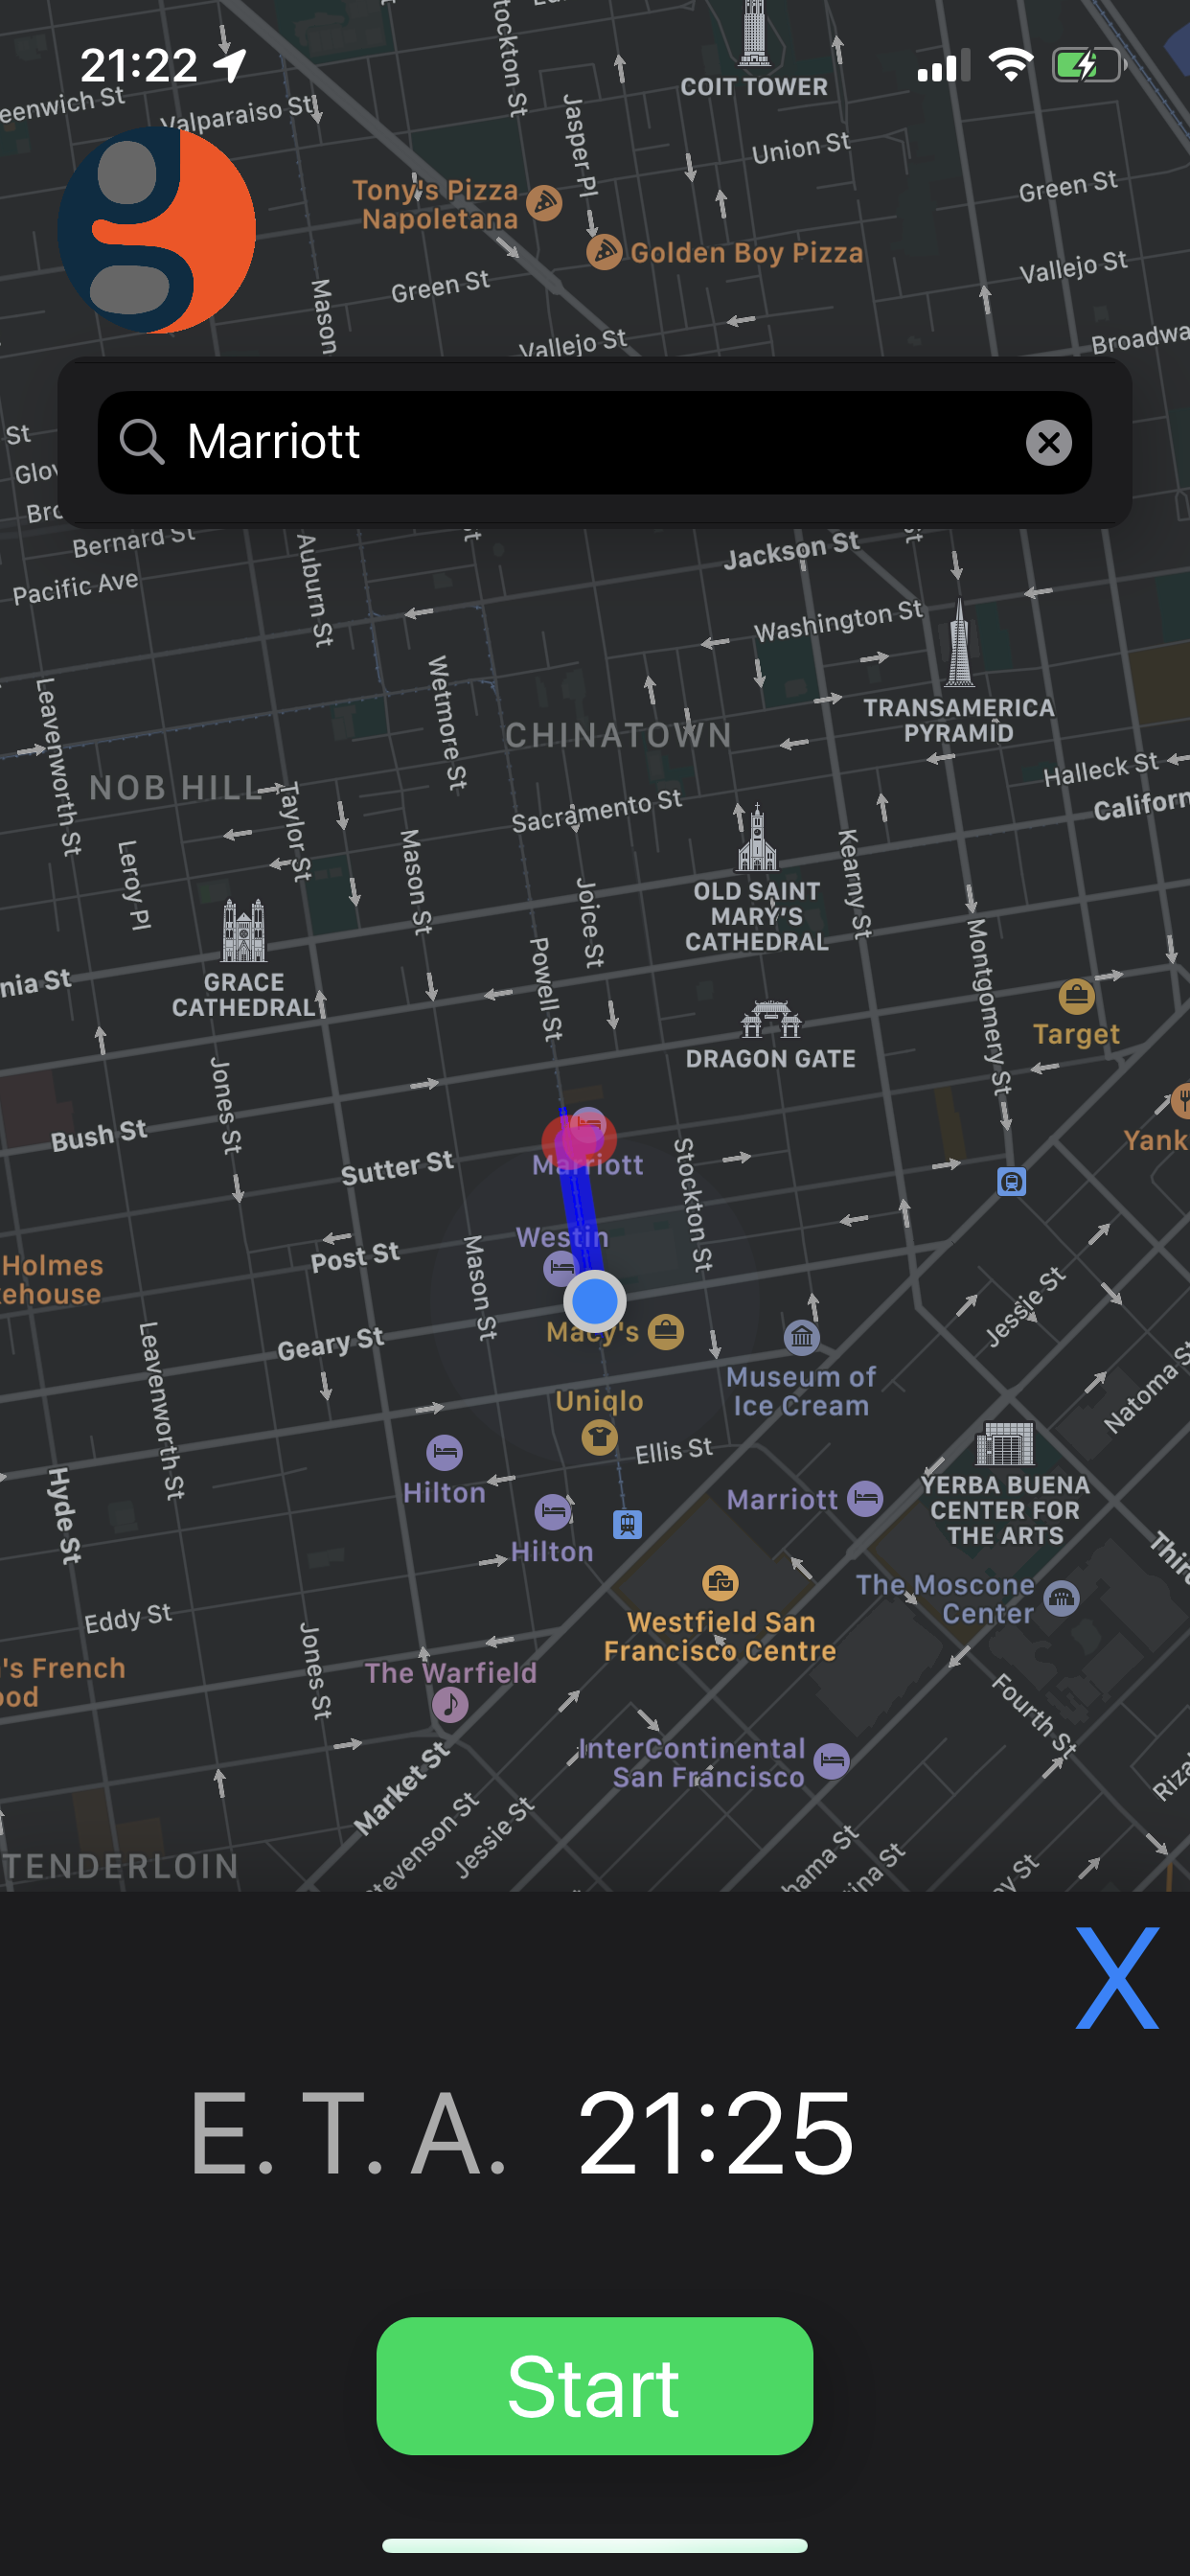 21:22
COIT TOWER
Stockton St
Jasper Pl
Valparaiso St
Union St
Green St
Tony's Pizza
Napoletana
Golden Boy Pizza
Green St
Vallejo St
Mason
Vallejo St
Marriott
St
Bernard St
Pacific Ave
Auburn St
Jackson St
Washington St
Wetmore St
Leavenworth St
TRANSAMERICA
PYRAMID
CHINATOWN
NOB HILL
Halleck St
Taylor St
Sacramento St
Leroy Pl
Mason St
Joice St
Kearny St
OLD SAINT
MARY'S
CATHEDRAL
Montgomery St
Powell St
GRACE
CATHEDRAL
Target
DRAGON GATE
Jones St
Bush St
Sutter St
Marriott
Stockton St
Westin
Post St
Mason St
Holmes
Geary St
Macy's
Jessie St
Leavenworth St
Museum of
Ice Cream
Natoma St
Uniqlo
Ellis St
Hyde St
Hilton
Marriott
YERBA BUENA
CENTER FOR
THE ARTS
Hilton
The Moscone
Center
Westfield San
Francisco Centre
Eddy St
Jones St
's French
The Warfield
Fourth St
InterContinental
San Francisco
Market St
Stevenson St
Jessie St
TENDERLOIN
X
E. T. A. 21:25
Start